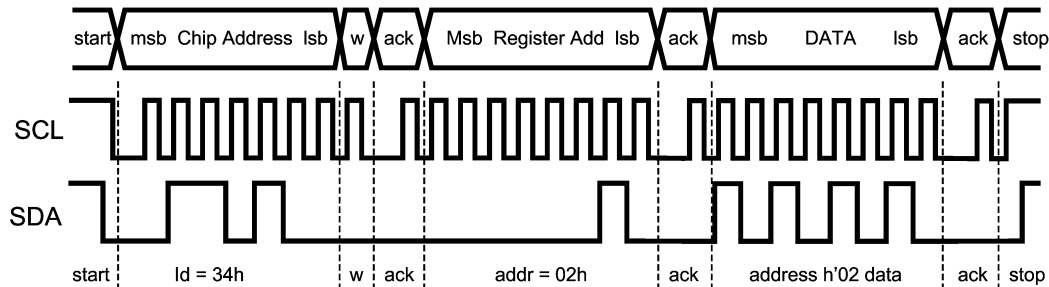 start msb Chip Address lsb w ack Msb Register Add lsb ack msb DATA lsb ack stop
SCL
SDA
start Id = 34h w ack addr = 02h ack address h'02 data ack stop